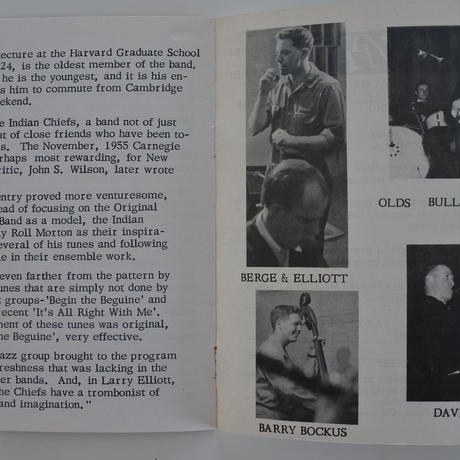 ecture at the Harvard Graduate School
24, is the oldest member of the band.
he is the youngest, and it is his en-
s him to commute from Cambridge
ekend.
e Indian Chiefs, a band not of just
ut of close friends who have been to-
s. The November, 1955 Carnegie
rhaps most rewarding, for New
ritic, John S. Wilson, later wrote
entry proved more venturesome,
ead of focusing on the Original
Band as a model, the Indian
y Roll Morton as their inspira-
everal of his tunes and following
e in their ensemble work.
even farther from the pattern by
unes that are simply not done by
z groups-'Begin the Beguine' and
recent 'It's All Right With Me'.
ment of these tunes was original,
e Beguine', very effective.
azz group brought to the program
reshness that was lacking in the
er bands. And, in Larry Elliott,
he Chiefs have a trombonist of
and imagination."
BERGE & ELLIOTT
BARRY BOCKUS
OLDS BULL
DAV